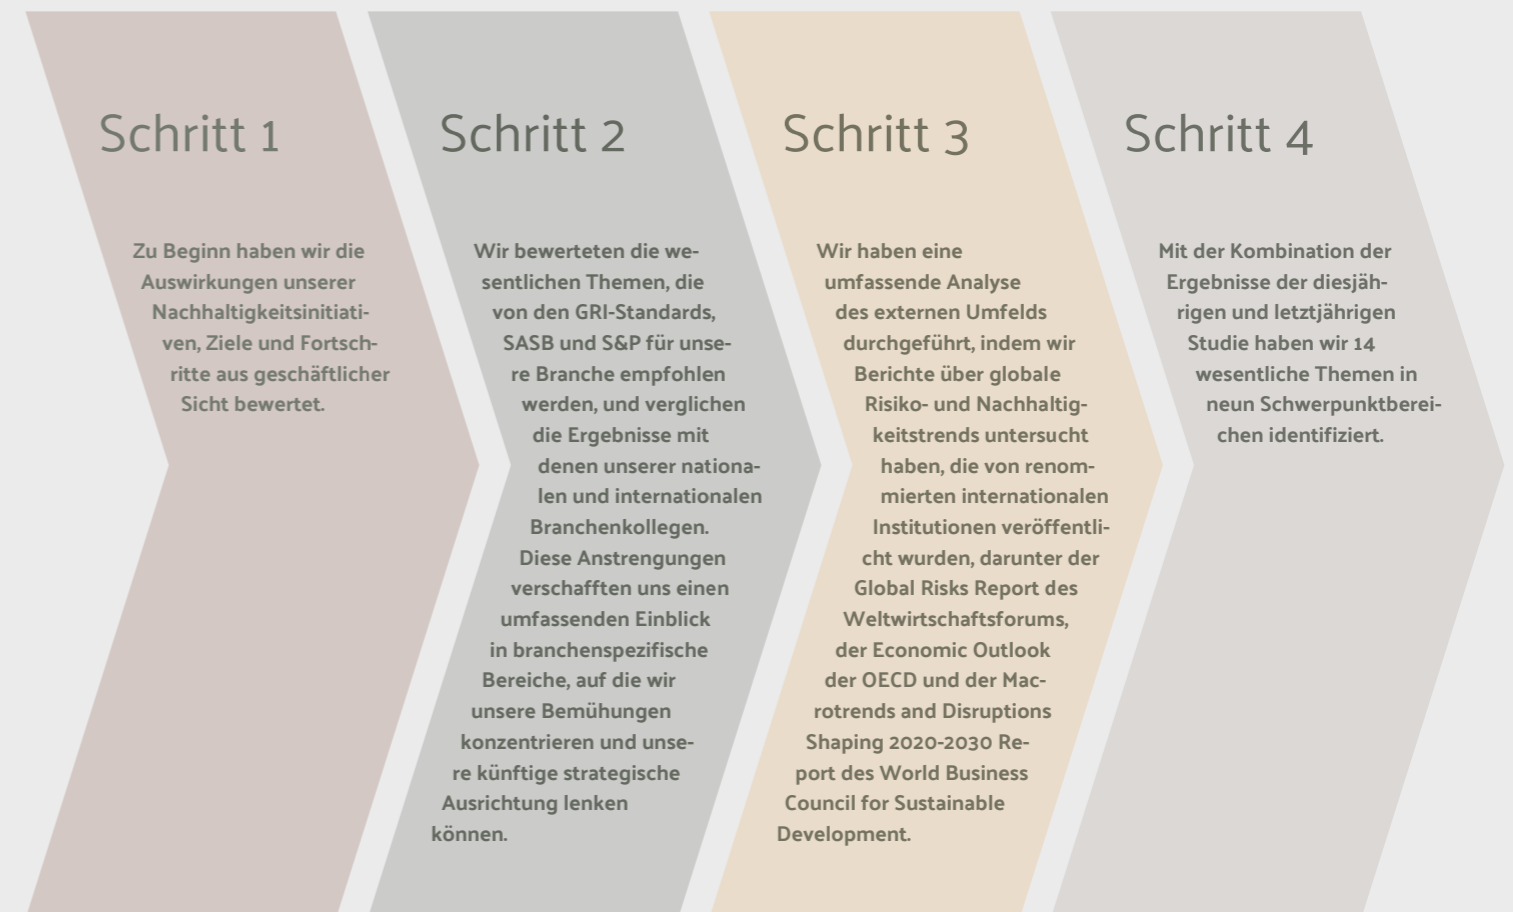 Schritt 1
Zu Beginn haben wir die
Auswirkungen unserer
Nachhaltigkeitsinitiati-
ven, Ziele und Fortsch-
ritte aus geschäftlicher
Sicht bewertet.
Schritt 2
Wir bewerteten die we-
sentlichen Themen, die
von den GRI-Standards,
SASB und S&P für unse-
re Branche empfohlen
werden, und verglichen
die Ergebnisse mit
denen unserer nationa-
len und internationalen
Branchenkollegen.
Diese Anstrengungen
verschafften uns einen
umfassenden Einblick
in branchenspezifische
Bereiche, auf die wir
unsere Bemühungen
konzentrieren und unse-
re künftige strategische
Ausrichtung lenken
können.
Schritt 3
Wir haben eine
umfassende Analyse
des externen Umfelds
durchgeführt, indem wir
Berichte über globale
Risiko- und Nachhaltig-
keitstrends untersucht
haben, die von renom-
mierten internationalen
Institutionen veröffentli-
cht wurden, darunter der
Global Risks Report des
Weltwirtschaftsforums,
der Economic Outlook
der OECD und der Mac-
rotrends and Disruptions
Shaping 2020-2030 Re-
port des World Business
Council for Sustainable
Development.
Schritt 4
Mit der Kombination der
Ergebnisse der diesjäh-
rigen und letztjährigen
Studie haben wir 14
wesentliche Themen in
neun Schwerpunktberei-
chen identifiziert.